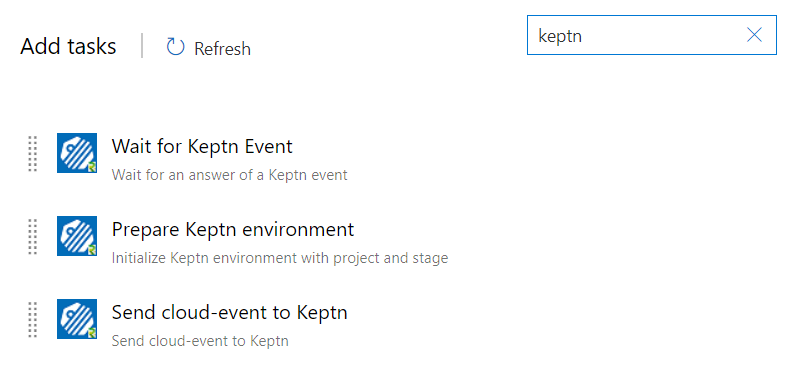 Add tasks
Refresh
keptn
Wait for Keptn Event
Wait for an answer of a Keptn event
Prepare Keptn environment
Initialize Keptn environment with project and stage
Send cloud-event to Keptn
Send cloud-event to Keptn